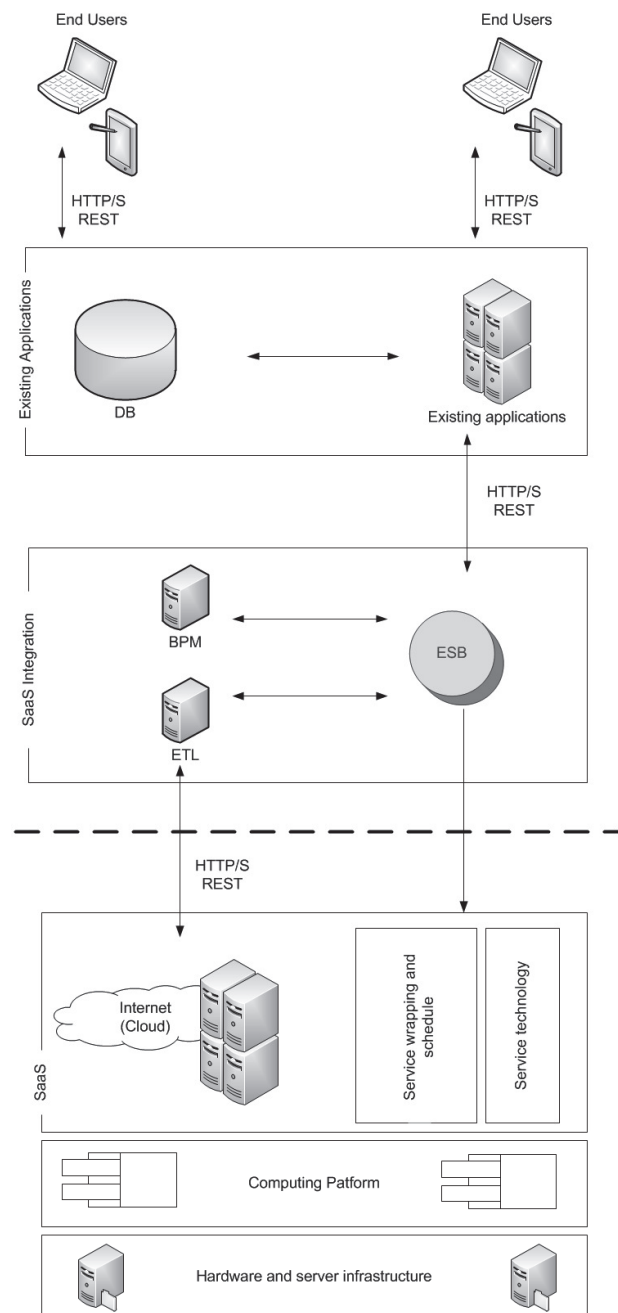 End Users
End Users
HTTP/S
REST
HTTP/S
REST
Existing Applications
DB
Existing applications
HTTP/S
REST
SaaS Integration
BPM
ESB
ETL
HTTP/S
REST
SaaS
Internet
(Cloud)
Service wrapping and
schedule
Service technology
Computing Patform
Hardware and server infrastructure